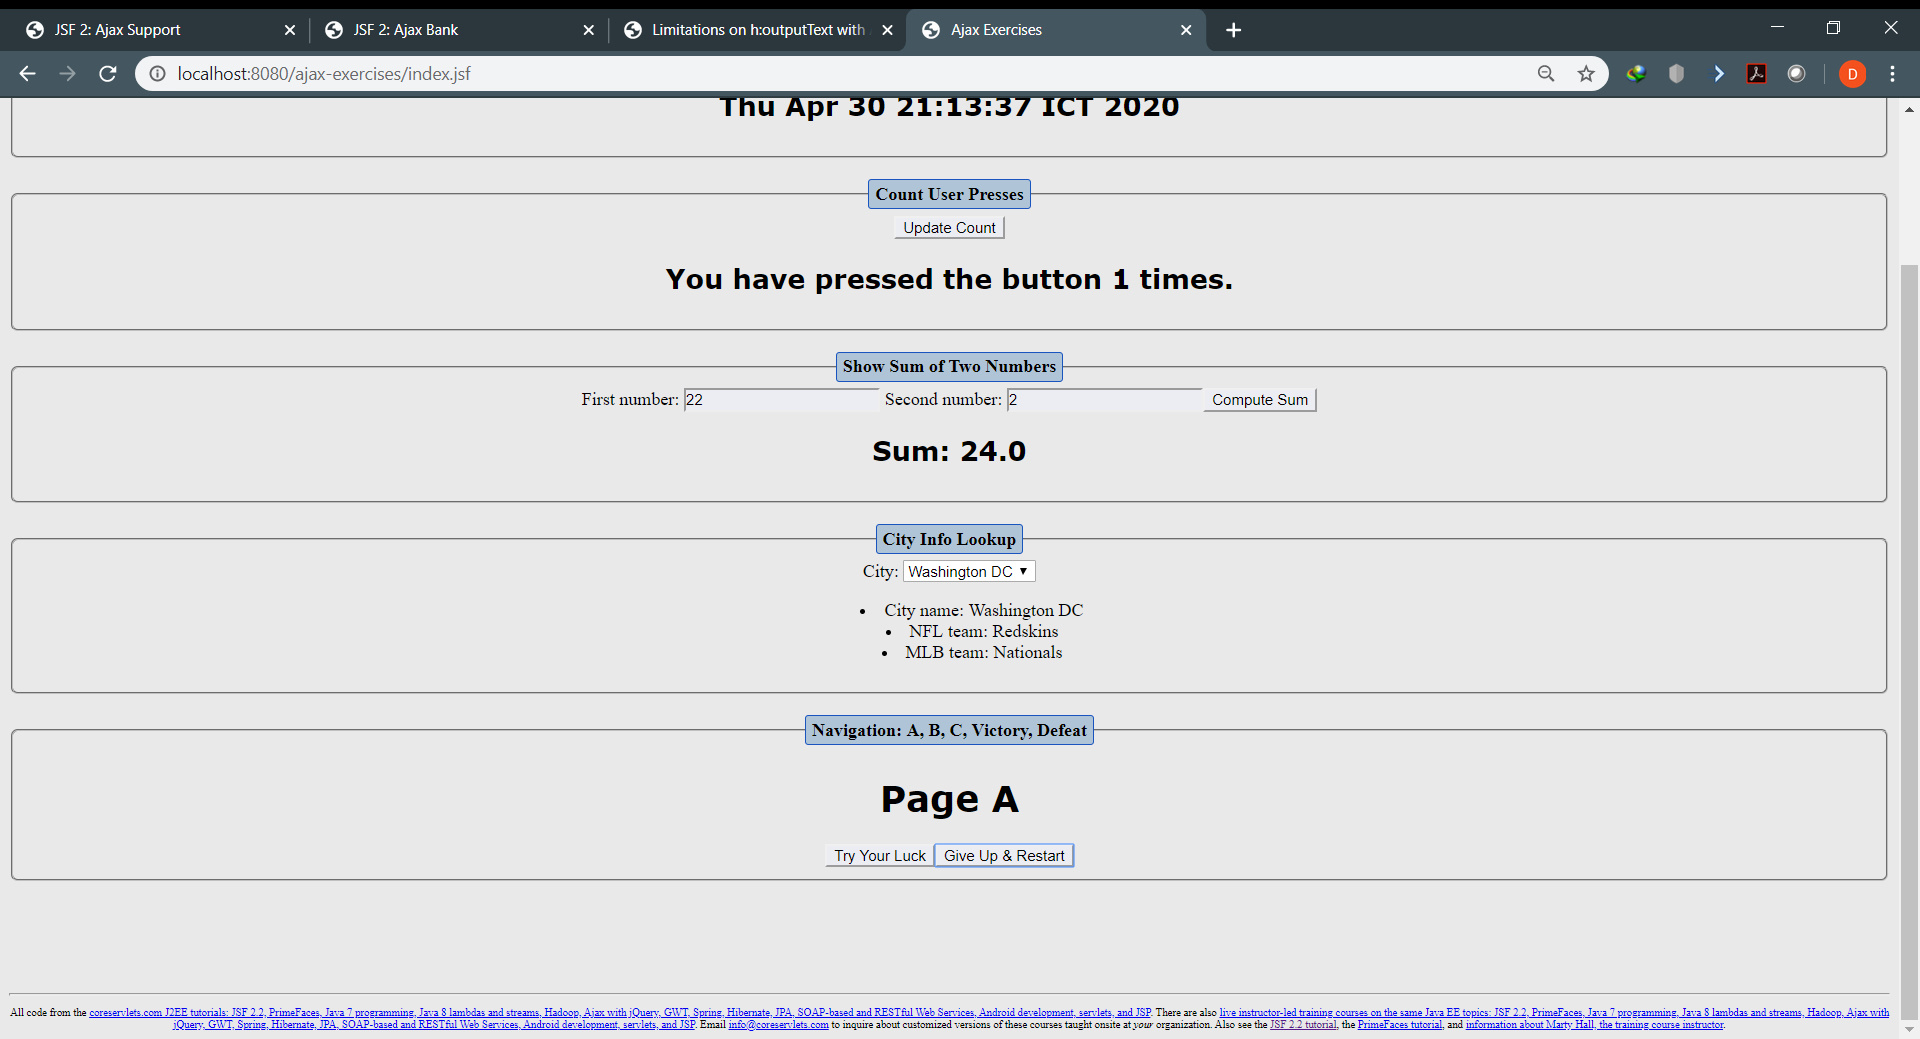 JSF 2: Ajax Support
JSF 2: Ajax Bank
Limitations on h:outputText with
Ajax Exercises
localhost:8080/ajax-exercises/index.jsf
D
Thu Apr 30 21:13:37 ICT 2020
Count User Presses
Update Count
You have pressed the button 1 times.
Show Sum of Two Numbers
First number: 22 Second number: 2 Compute Sum
Sum: 24.0
City Info Lookup
City: Washington DC
• City name: Washington DC
• NFL team: Redskins
• MLB team: Nationals
Navigation: A, B, C, Victory, Defeat
Page A
Try Your Luck Give Up & Restart
All code from the coreservlets.com J2EE tutorials: JSF 2.2, PrimeFaces, Java 7 programming, Java 8 lambdas and streams, Hadoop, Ajax with jQuery, GWT, Spring, Hibernate, JPA, SOAP-based and RESTful Web Services, Android development, servlets, and JSP. There are also live instructor-led training courses on the same Java EE topics: JSF 2.2, PrimeFaces, Java 7 programming, Java 8 lambdas and streams, Hadoop, Ajax with
jQuery, GWT, Spring, Hibernate, JPA, SOAP-based and RESTful Web Services, Android development, servlets, and JSP. Email info@coreservlets.com to inquire about customized versions of these courses taught onsite at your organization. Also see the JSF 2.2 tutorial, the PrimeFaces tutorial, and information about Marty Hall, the training course instructor.